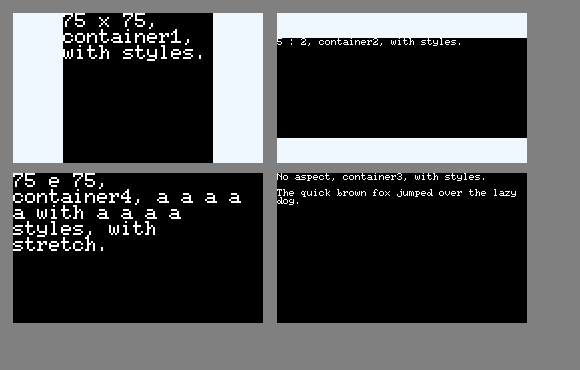 75 x 75,
container1,
with styles.
5 : 2, container2, with styles.
75 e 75,
container4, a a a a
a with a a a a
styles, with
stretch.
No aspect, container3, with styles.
The quick brown fox jumped over the lazy
dog.